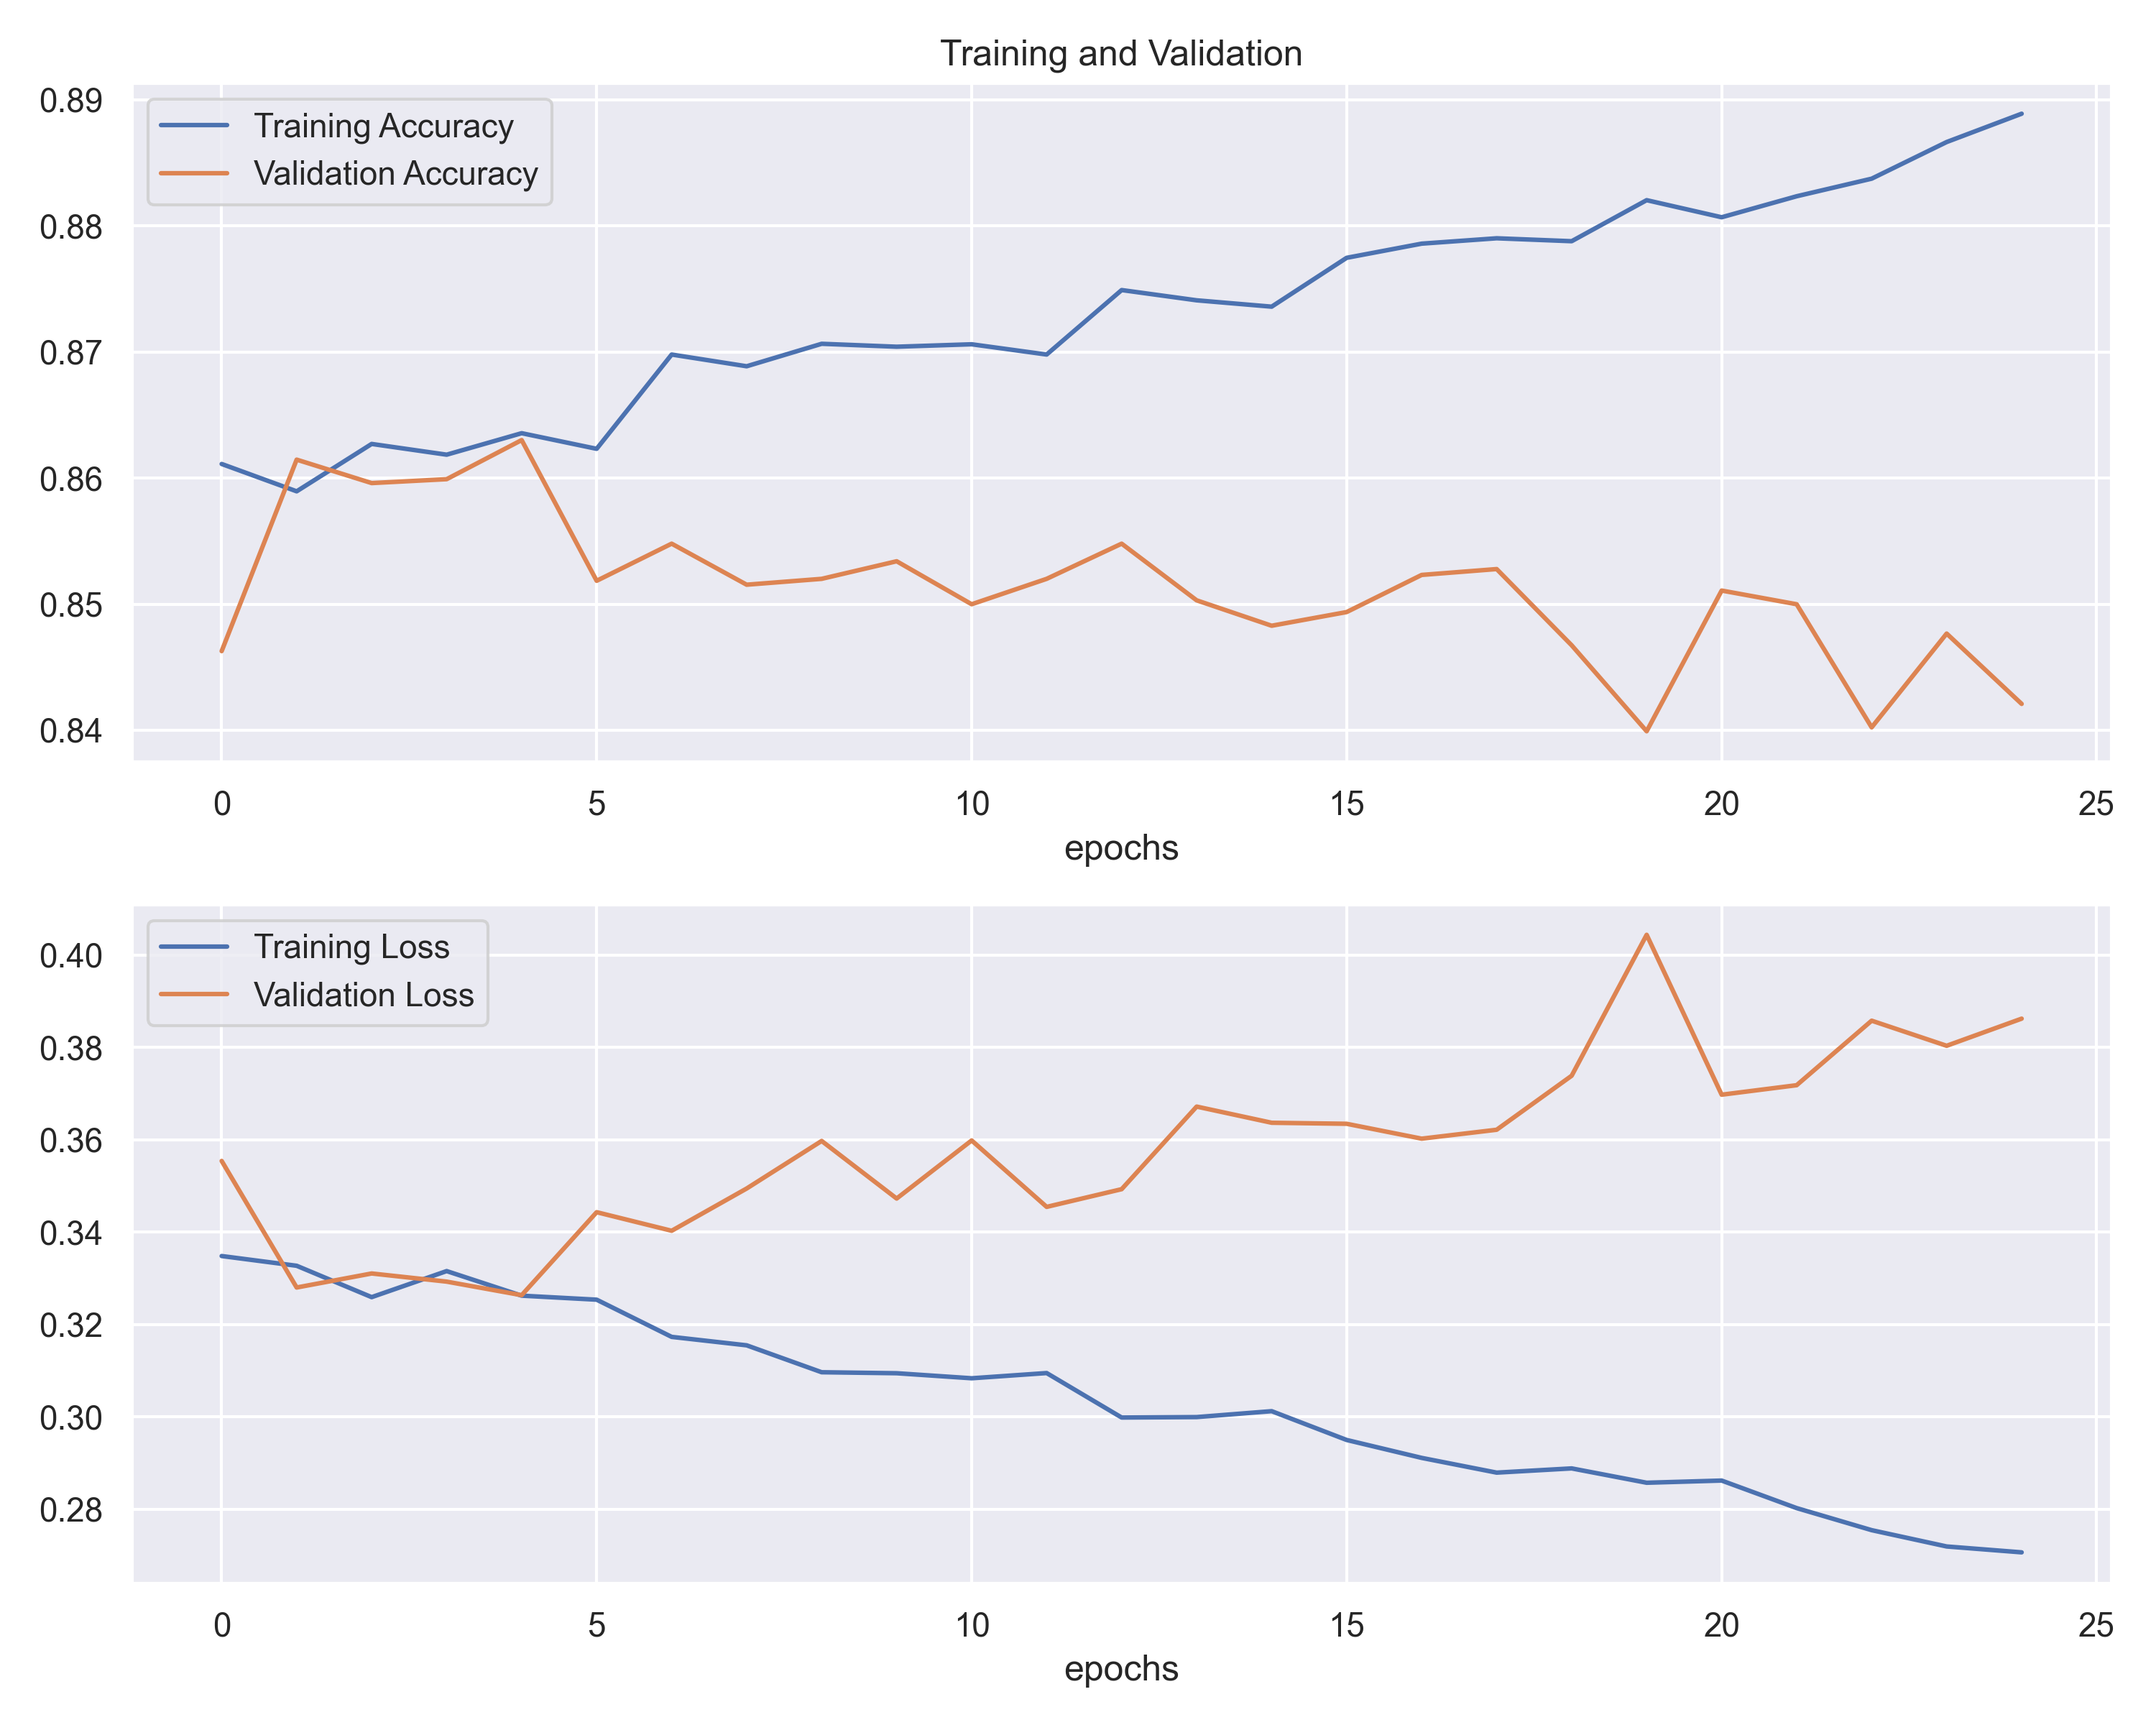 Training and Validation
0.89
Training Accuracy
Validation Accuracy
0.88
0.87
0.86
0.85
0.84
0 5 10 15 20 25
epochs
Training Loss
0.40
Validation Loss
0.38
0.36
0.34
0.32
0.30
0.28
0 5 10 15 20 25
epochs